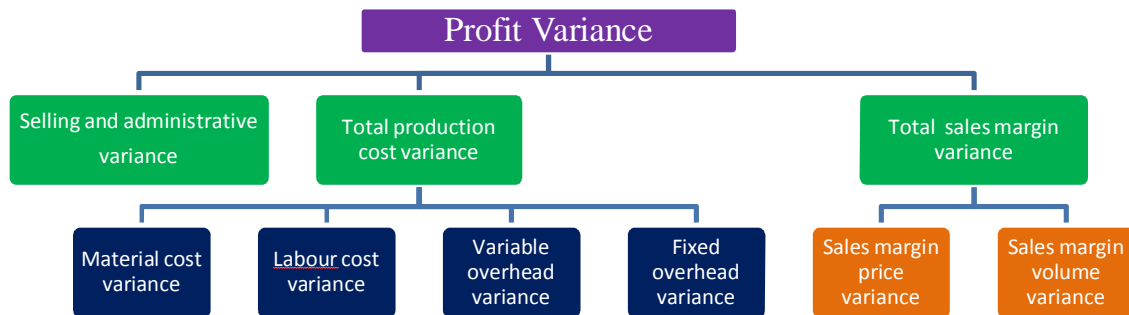 Profit Variance
Selling and administrative
variance
Total production
cost variance
Total sales margin
variance
Material cost
variance
Labour cost
variance
Variable
overhead
variance
Fixed
overhead
variance
Sales margin
price
variance
Sales margin
volume
variance